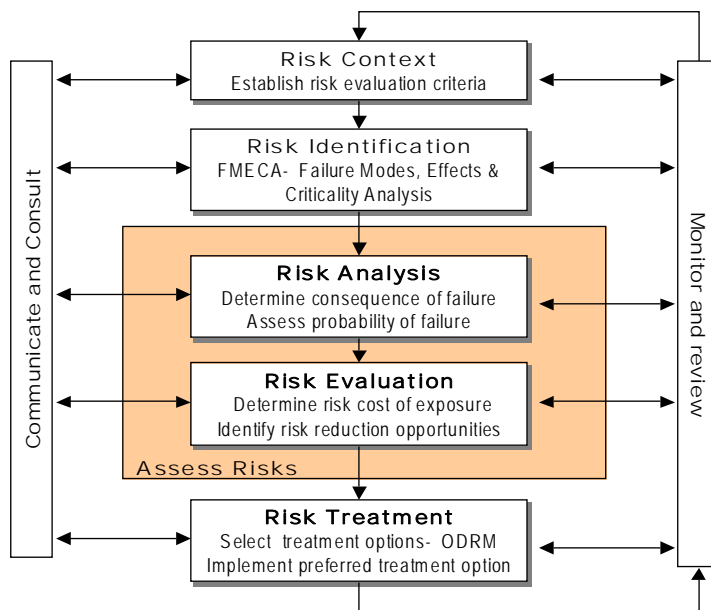 Risk Context
Establish risk evaluation criteria
Risk Identification
FMECA- Failure Modes, Effects &
Criticality Analysis
Risk Analysis
Determine consequence of failure
Assess probability of failure
Risk Evaluation
Determine risk cost of exposure
Identify risk reduction opportunities
Assess Risks
Risk Treatment
Select treatment options- ODRM
Implement preferred treatment option
Communicate and Consult
Monitor and review